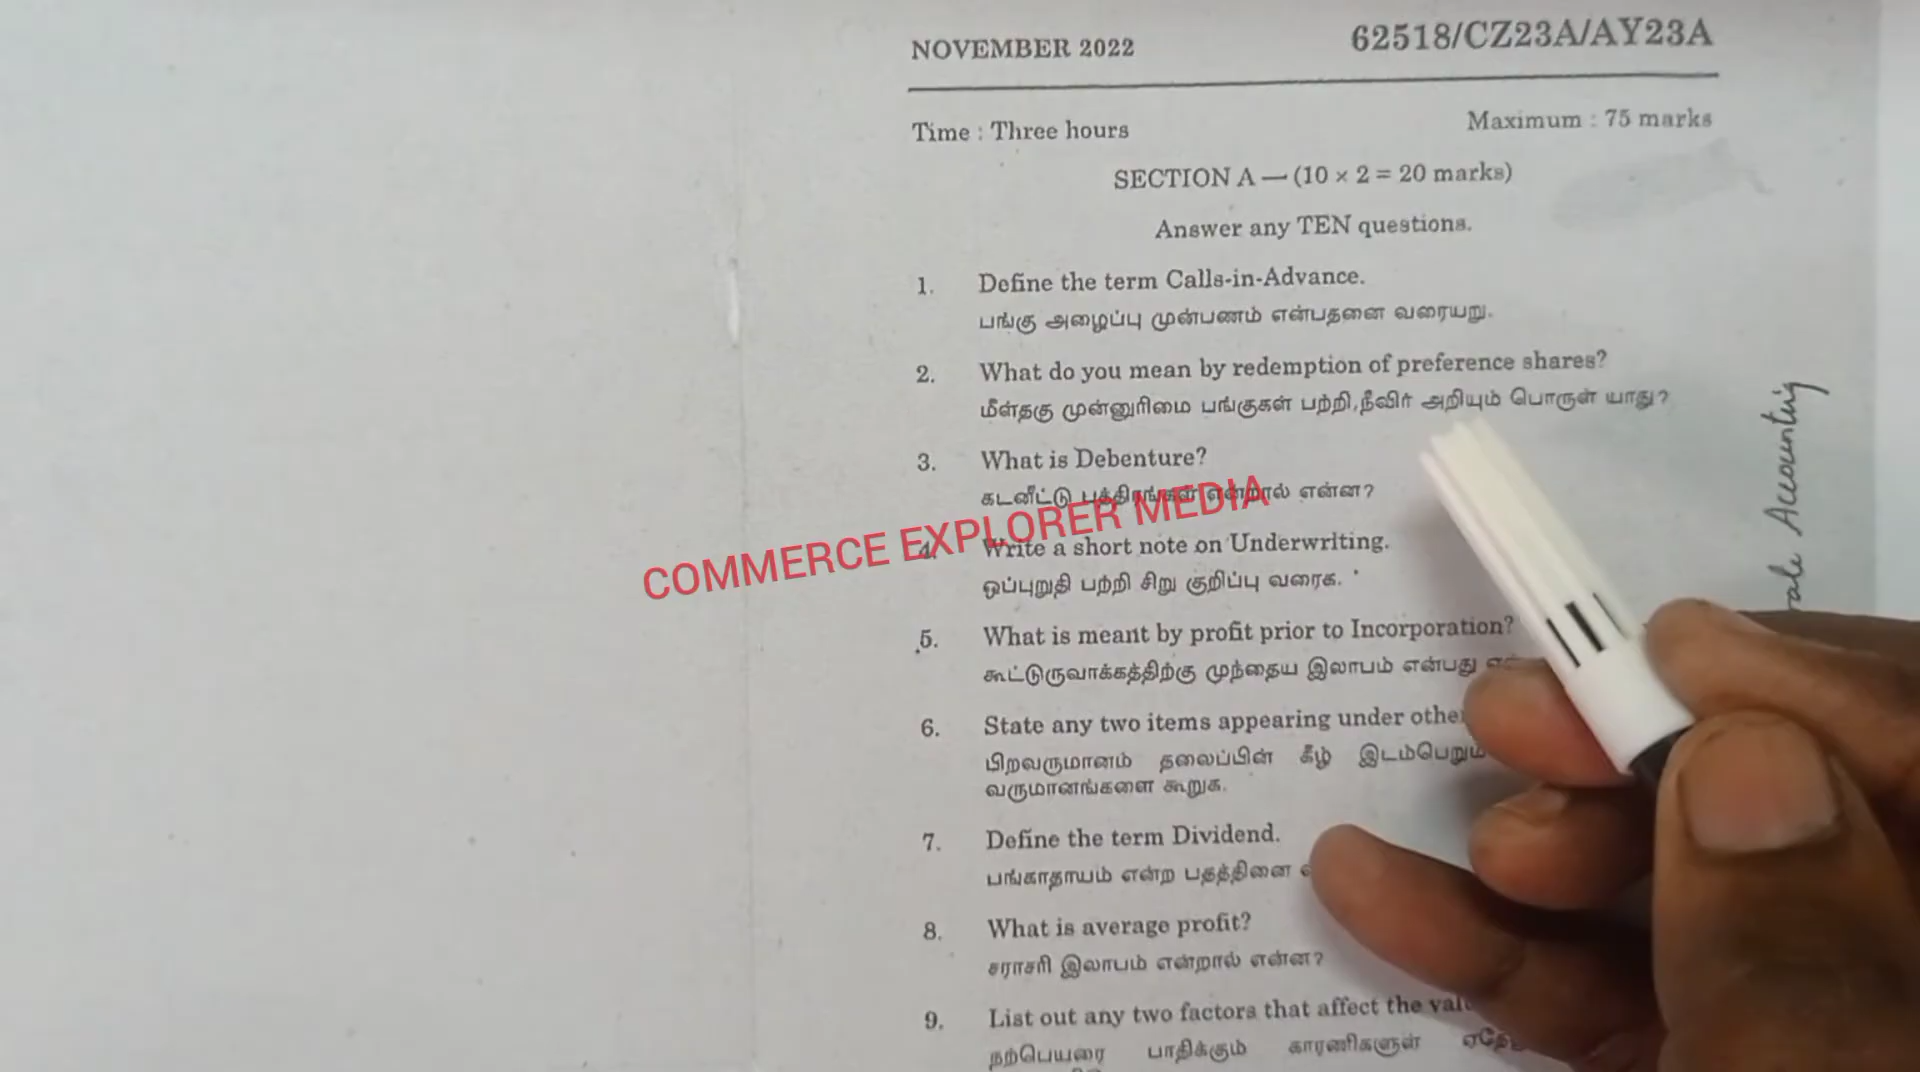 NOVEMBER 2022
62518/CZ23A/AY23A
Time : Three hours
Maximum : 75 marks
SECTION A — (10 × 2 = 20 marks)
Answer any TEN questions.
1. Define the term Calls-in-Advance.
பங்கு அழைப்பு முன்பணம் என்பதனை வரையறு.
2. What do you mean by redemption of preference shares?
மீள்தகு முன்னுரிமை பங்குகள் பற்றி நீவிர் அறியும் பொருள் யாது?
3. What is Debenture?
கடனீட்டு பத்திரங்கள் என்றால் என்ன?
COMMERCE EXPLORER MEDIA
4. Write a short note on Underwriting.
ஒப்புறுதி பற்றி சிறு குறிப்பு வரைக.
5. What is meant by profit prior to Incorporation?
கூட்டுருவாக்கத்திற்கு முந்தைய இலாபம் என்பது
6. State any two items appearing under other
பிறவருமானம் தலைப்பின் கீழ் இடம்பெறும்
வருமானங்களை கூறுக.
7. Define the term Dividend.
பங்காதாயம் என்ற பதத்தினை
8. What is average profit?
சராசரி இலாபம் என்றால் என்ன?
9. List out any two factors that affect the
நற்பெயரை பாதிக்கும் காரணிகளுள்
Accounting